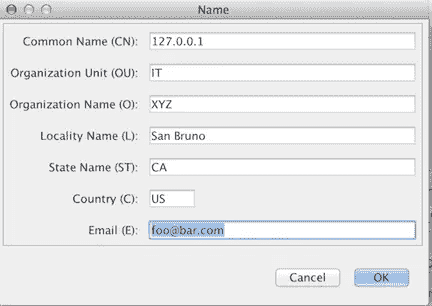 Name
Common Name (CN): 127.0.0.1
Organization Unit (OU): IT
Organization Name (O): XYZ
Locality Name (L): San Bruno
State Name (ST): CA
Country (C): US
Email (E): foo@bar.com
Cancel OK